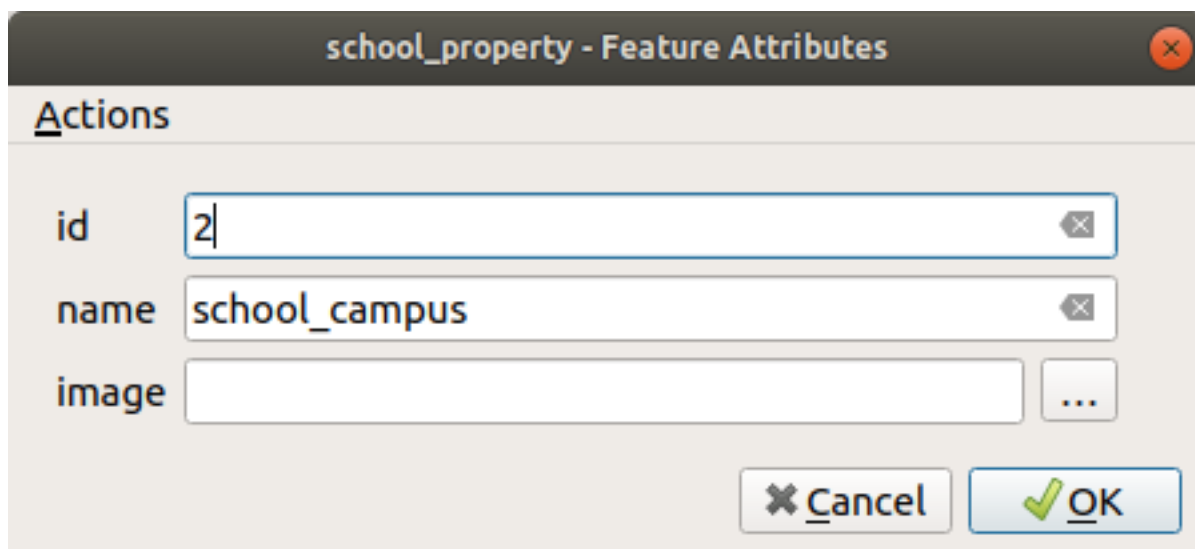 school_property - Feature Attributes
Actions
id 2
name school_campus
image ...
Cancel OK